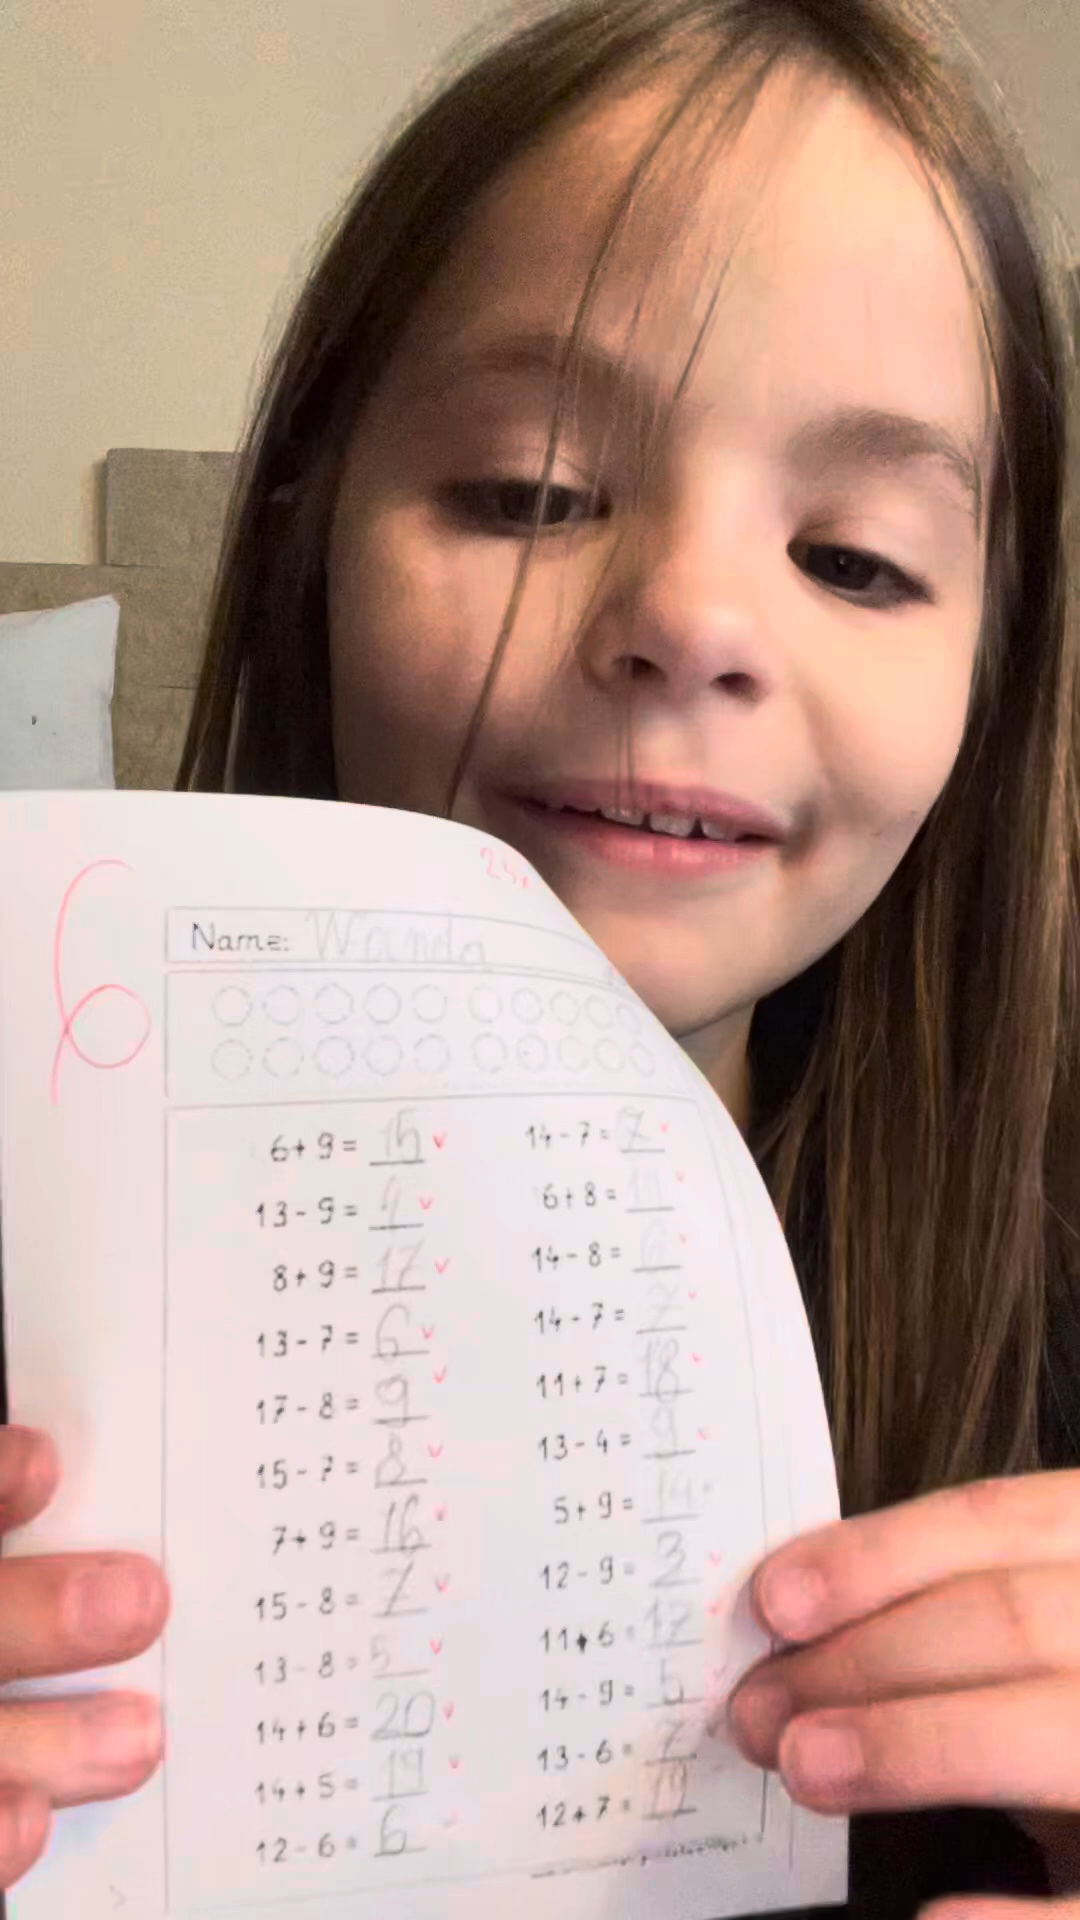 6
Name: Wanda
6 + 9 = 15
14 - 7 = 7
13 - 9 = 4
6 + 8 = 14
8 + 9 = 17
14 - 8 = 6
13 - 7 = 6
14 - 7 = 7
17 - 8 = 9
11 + 7 = 18
15 - 7 = 8
13 - 4 = 9
7 + 9 = 16
5 + 9 = 14
15 - 8 = 7
12 - 9 = 3
13 - 8 = 5
11 + 6 = 17
14 + 6 = 20
14 - 9 = 5
14 + 5 = 19
13 - 6 = 7
12 - 6 = 6
12 + 7 = 19